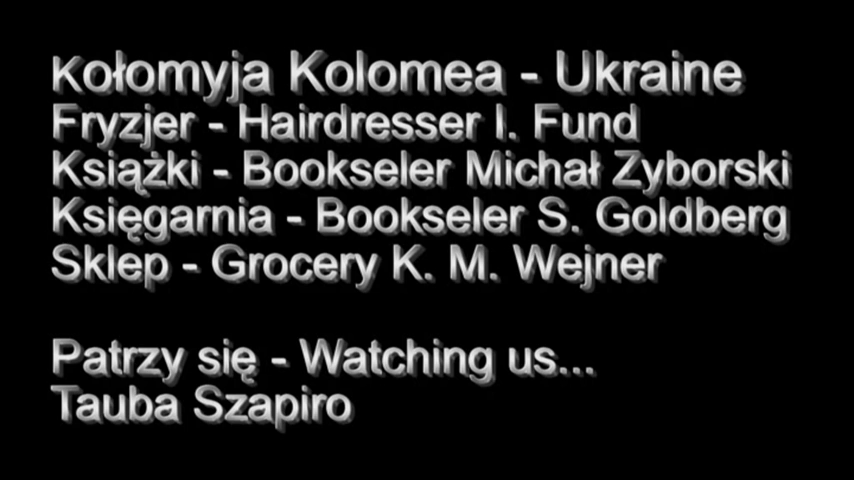 Kołomyja Kolomea - Ukraine
Fryzjer - Hairdresser I. Fund
Książki - Bookseler Michał Zyborski
Księgarnia - Bookseler S. Goldberg
Sklep - Grocery K. M. Wejner
Patrzy się - Watching us...
Tauba Szapiro